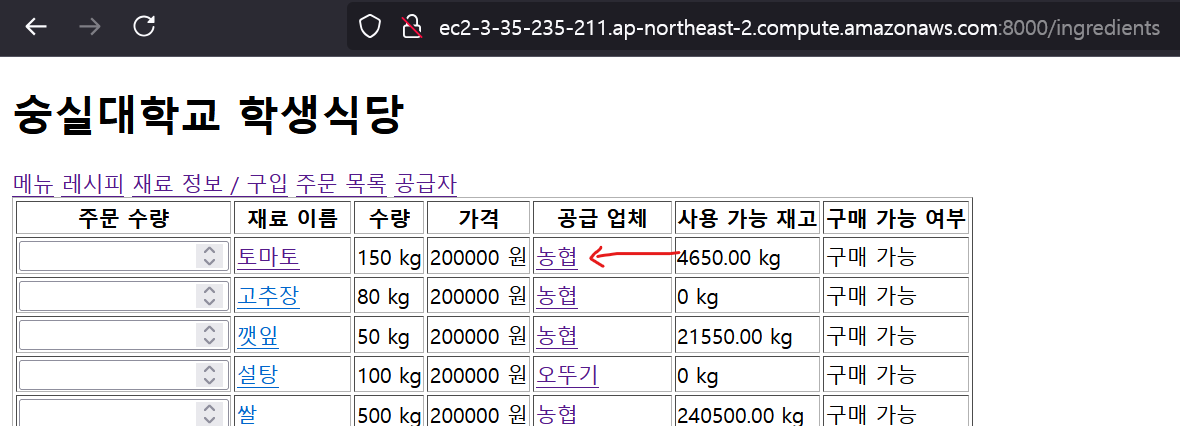 ec2-3-35-235-211.ap-northeast-2.compute.amazonaws.com:8000/ingredients
숭실대학교 학생식당
메뉴 레시피 재료 정보 / 구입 주문 목록 공급자
주문 수량 재료 이름 수량 가격 공급 업체 사용 가능 재고 구매 가능 여부
토마토 150 kg 200000 원 농협 4650.00 kg 구매 가능
고추장 80 kg 200000 원 농협 0 kg 구매 가능
깻잎 50 kg 200000 원 농협 21550.00 kg 구매 가능
설탕 100 kg 200000 원 오뚜기 0 kg 구매 가능
쌀 500 kg 200000 원 농협 240500.00 kg 구매 가능